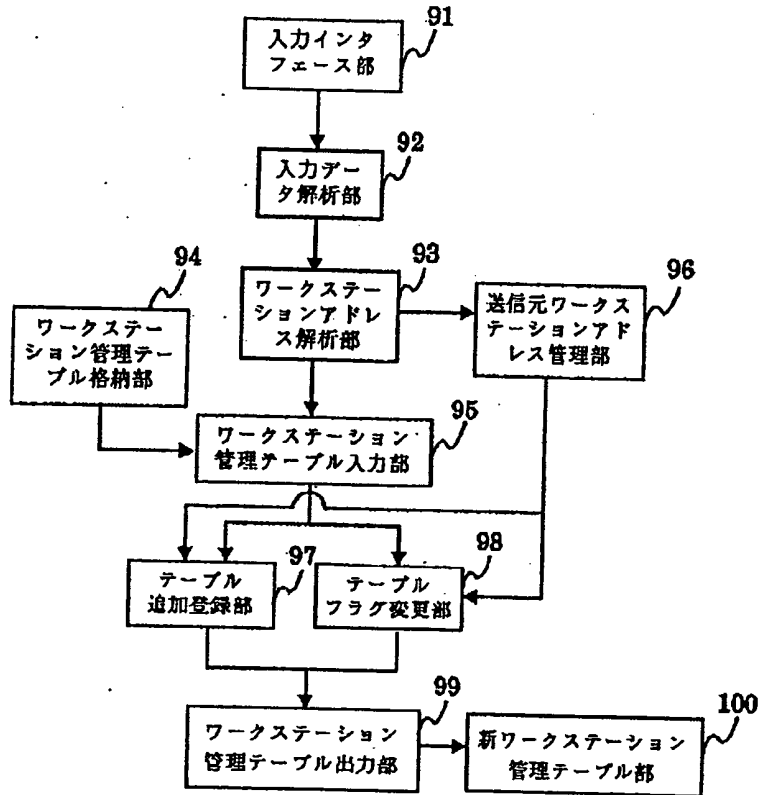 91
入力インタ
フェース部
92
入力デー
タ解析部
93
ワークステー
ションアドレ
ス解析部
94
ワークステー
ション管理テー
ブル格納部
96
送信元ワークス
テーションアド
レス管理部
95
ワークステーション
管理テーブル入力部
97
テーブル
追加登録部
98
テーブル
フラグ変更部
99
ワークステーション
管理テーブル出力部
100
新ワークステーション
管理テーブル部